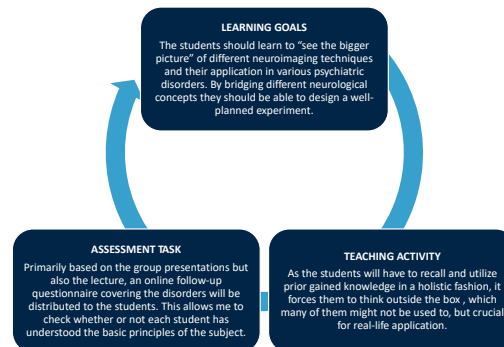 LEARNING GOALS
The students should learn to “see the bigger
picture” of different neuroimaging techniques
and their application in various psychiatric
disorders. By bridging different neurological
concepts they should be able to design a well-
planned experiment.
ASSESSMENT TASK
Primarily based on the group presentations but
also the lecture, an online follow-up
questionnaire covering the disorders will be
distributed to the students. This allows me to
check whether or not each student has
understood the basic principles of the subject.
TEACHING ACTIVITY
As the students will have to recall and utilize
prior gained knowledge in a holistic fashion, it
forces them to think outside the box , which
many of them might not be used to, but crucial
for real-life application.